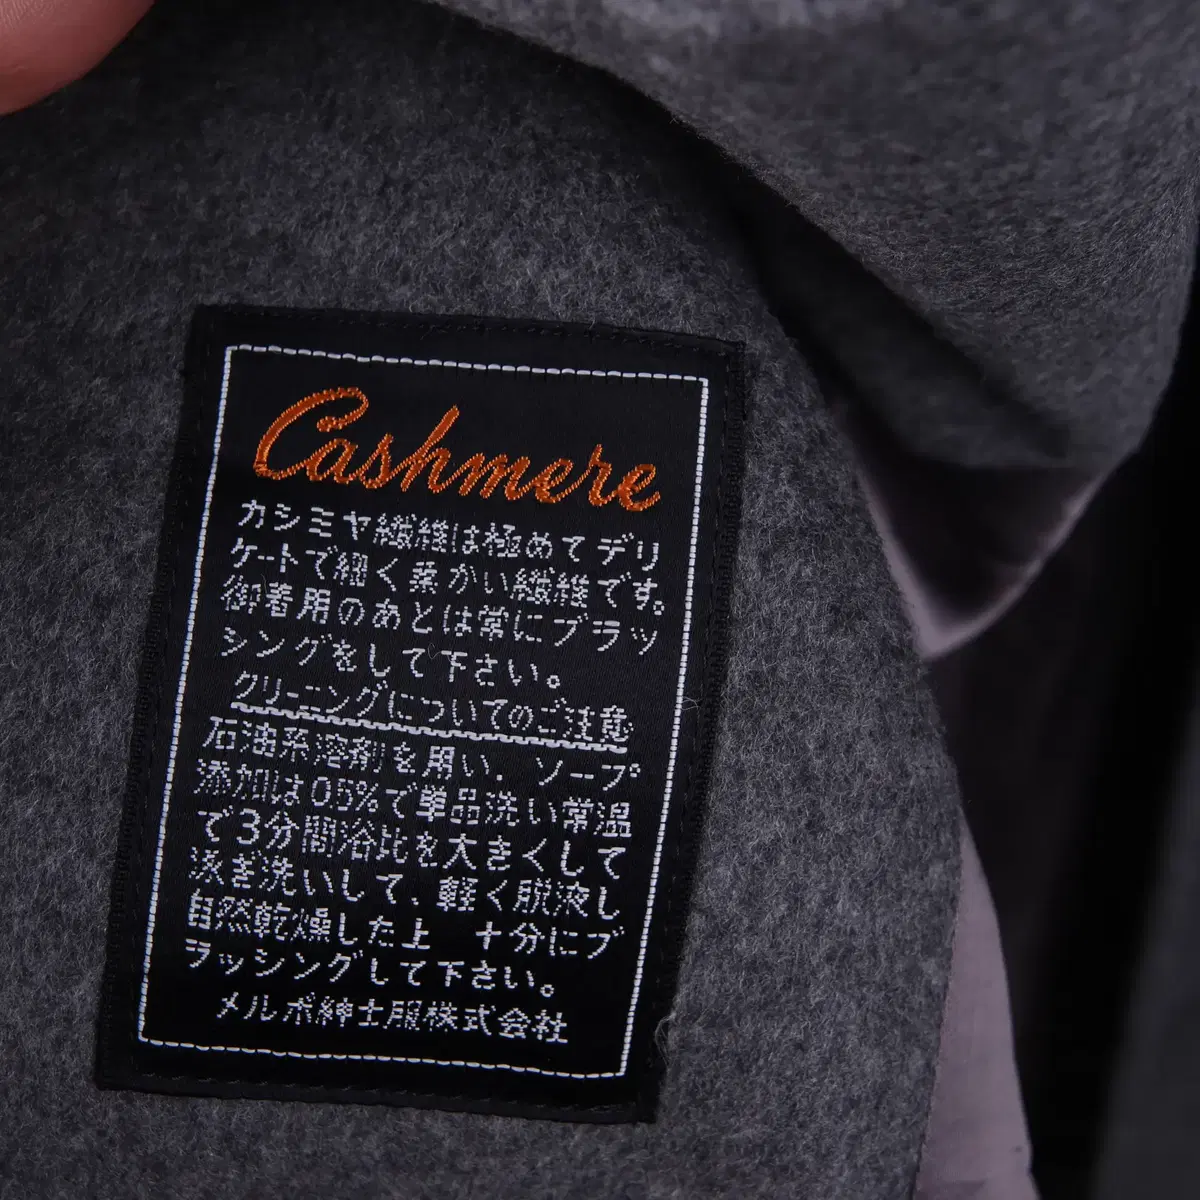 Cashmere
カシミヤ繊維は極めてデリ
ケートで細く柔かい繊維です。
御着用のあとは常にブラッ
シングをして下さい。
クリーニングについてのご注意
石油系溶剤を用い、ソープ
添加は0.5%で単品洗い常温
で3分間浴比を大きくして
泳ぎ洗いして、軽く脱液し
自然乾燥した上 十分にブ
ラッシングして下さい。
メルボ紳士服株式会社